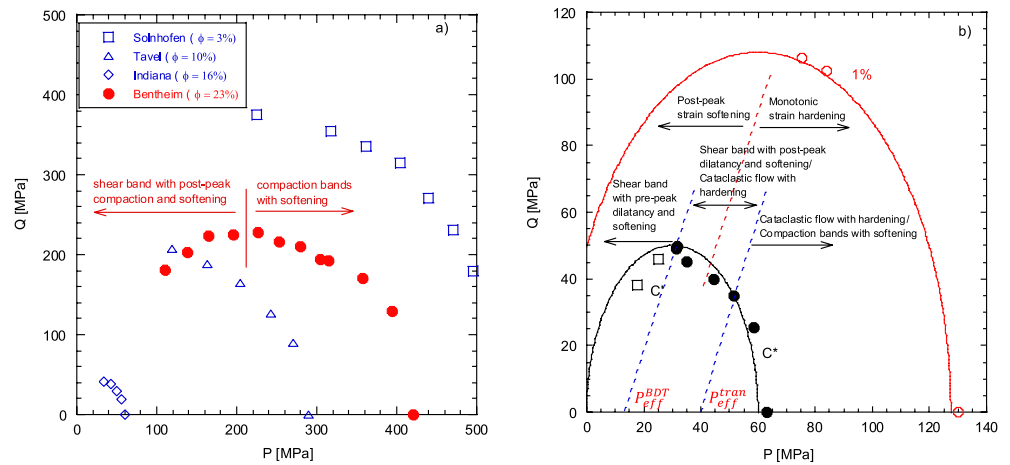 a)
500
400
300
200
100
0
Q [MPa]
Solnhofen ( ϕ = 3%)
Tavel ( ϕ = 10%)
Indiana ( ϕ = 16%)
Bentheim ( ϕ = 23%)
shear band with post-peak
compaction and softening
compaction bands
with softening
0 100 200 300 400 500
P [MPa]
b)
120
100
80
60
40
20
0
Q [MPa]
1%
Post-peak
strain softening
Monotonic
strain hardening
Shear band with post-peak
dilatancy and softening/
Cataclastic flow with
hardening
Shear band
with pre-peak
dilatancy and
softening
Cataclastic flow with hardening/
Compaction bands with softening
C*
P_eff^BDT
P_eff^tran
0 20 40 60 80 100 120 140
P [MPa]